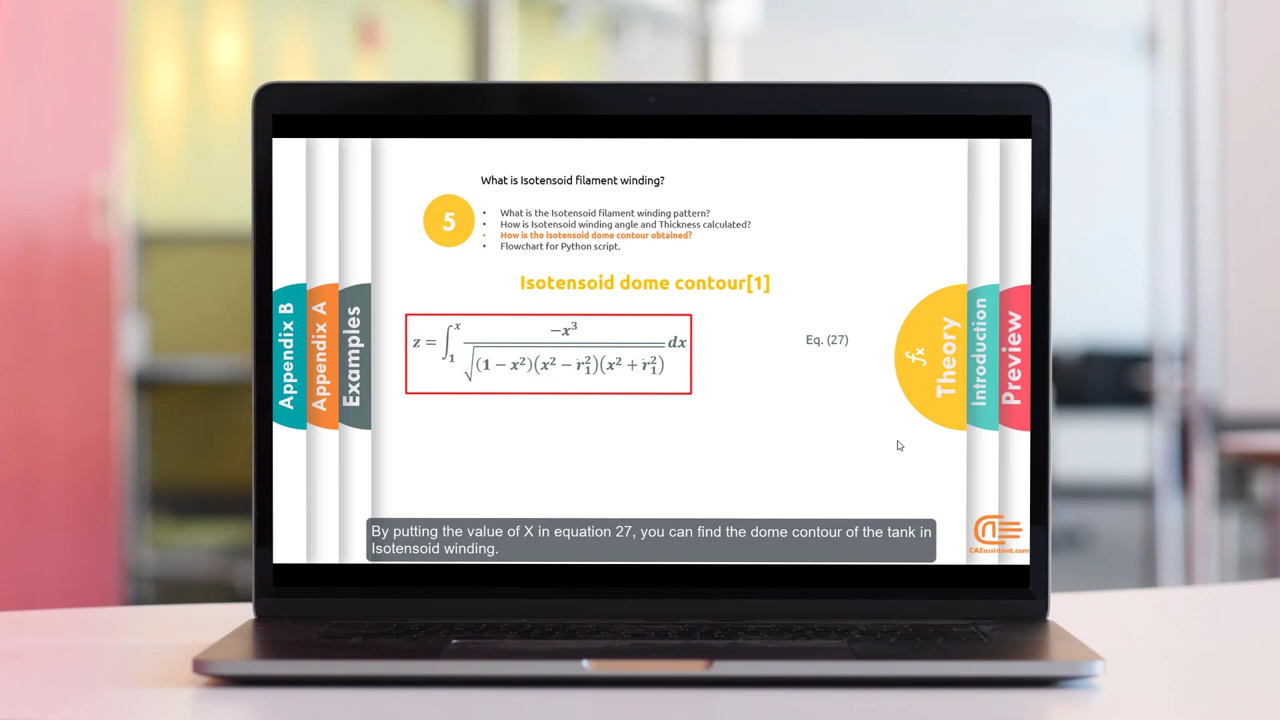 What is Isotensoid filament winding?
5
• What is the Isotensoid filament winding pattern?
• How is Isotensoid winding angle and Thickness calculated?
• How is the isotensoid dome contour obtained?
• Flowchart for Python script.
Isotensoid dome contour[1]
z = ∫₁ˣ −x³ / √((1 − x²)(x² − ṙ₁²)(x² + ṙ₁²)) dx
Eq. (27)
Appendix B
Appendix A
Examples
fx
Theory
Introduction
Preview
By putting the value of X in equation 27, you can find the dome contour of the tank in
Isotensoid winding.
CAEassistant.com